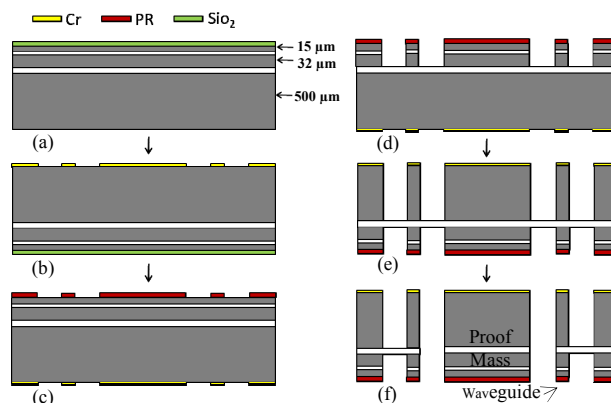 Cr PR Sio2
15 µm
32 µm
500 µm
(a)
(b)
(c)
(d)
(e)
Proof
Mass
(f)
Waveguide